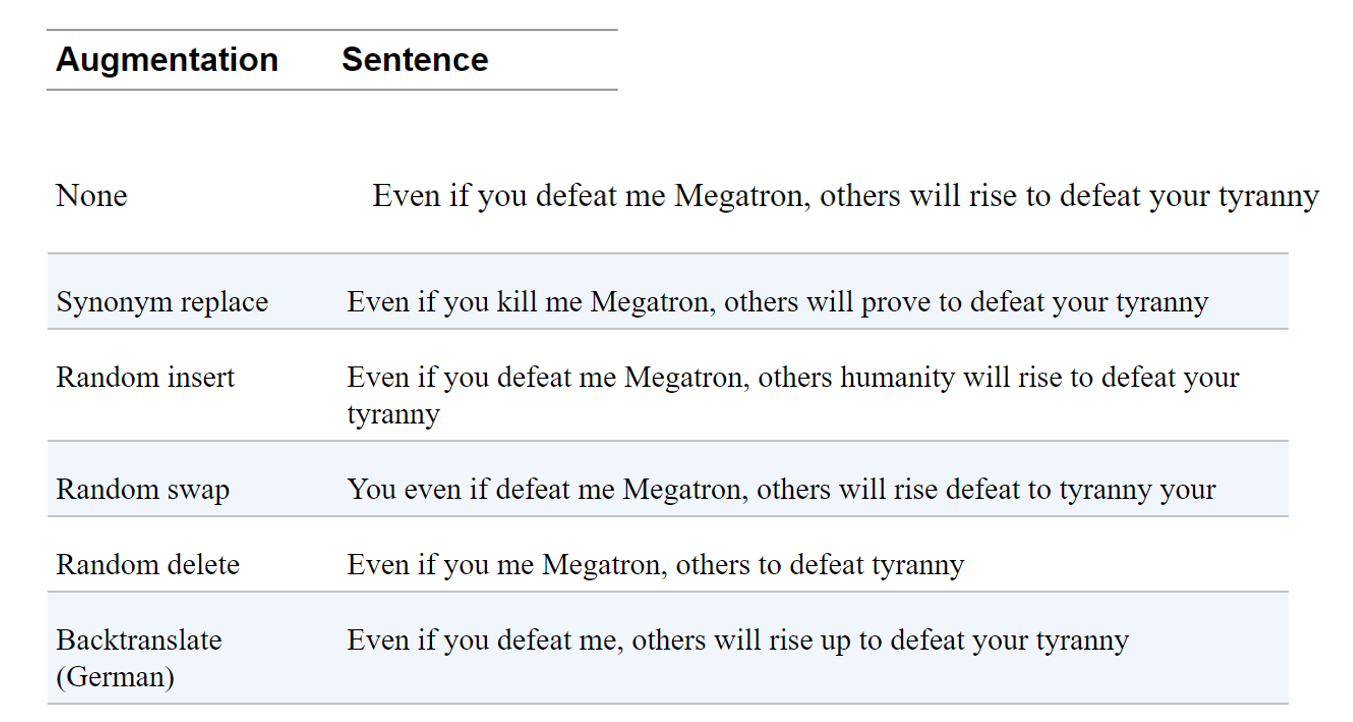 Augmentation Sentence
None Even if you defeat me Megatron, others will rise to defeat your tyranny
Synonym replace Even if you kill me Megatron, others will prove to defeat your tyranny
Random insert Even if you defeat me Megatron, others humanity will rise to defeat your
tyranny
Random swap You even if defeat me Megatron, others will rise defeat to tyranny your
Random delete Even if you me Megatron, others to defeat tyranny
Backtranslate Even if you defeat me, others will rise up to defeat your tyranny
(German)